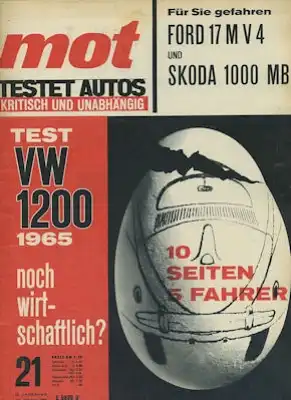 mot
TESTET AUTOS
KRITISCH UND UNABHÄNGIG
Für Sie gefahren
FORD 17 M V 4
UND
SKODA 1000 MB
TEST
VW
1200
1965
noch
wirt-
schaftlich?
10
SEITEN
5 FAHRER
21